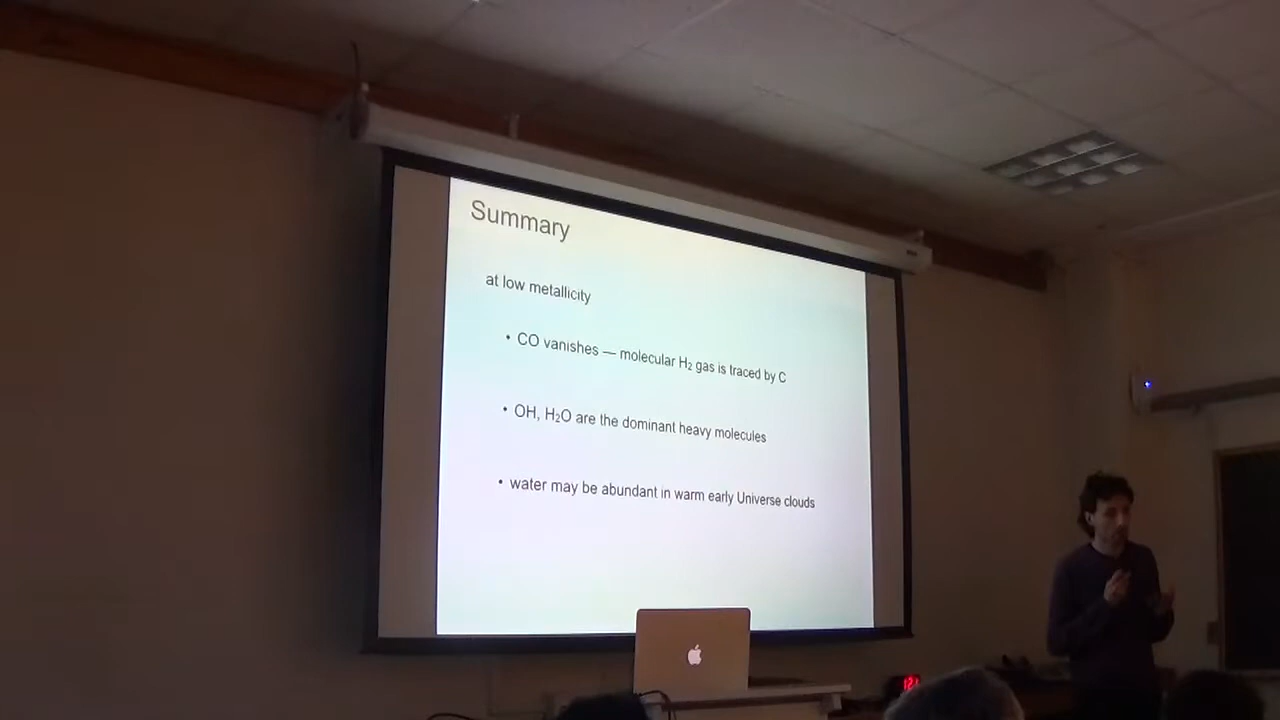 Summary
at low metallicity
• CO vanishes — molecular H₂ gas is traced by C
• OH, H₂O are the dominant heavy molecules
• water may be abundant in warm early Universe clouds